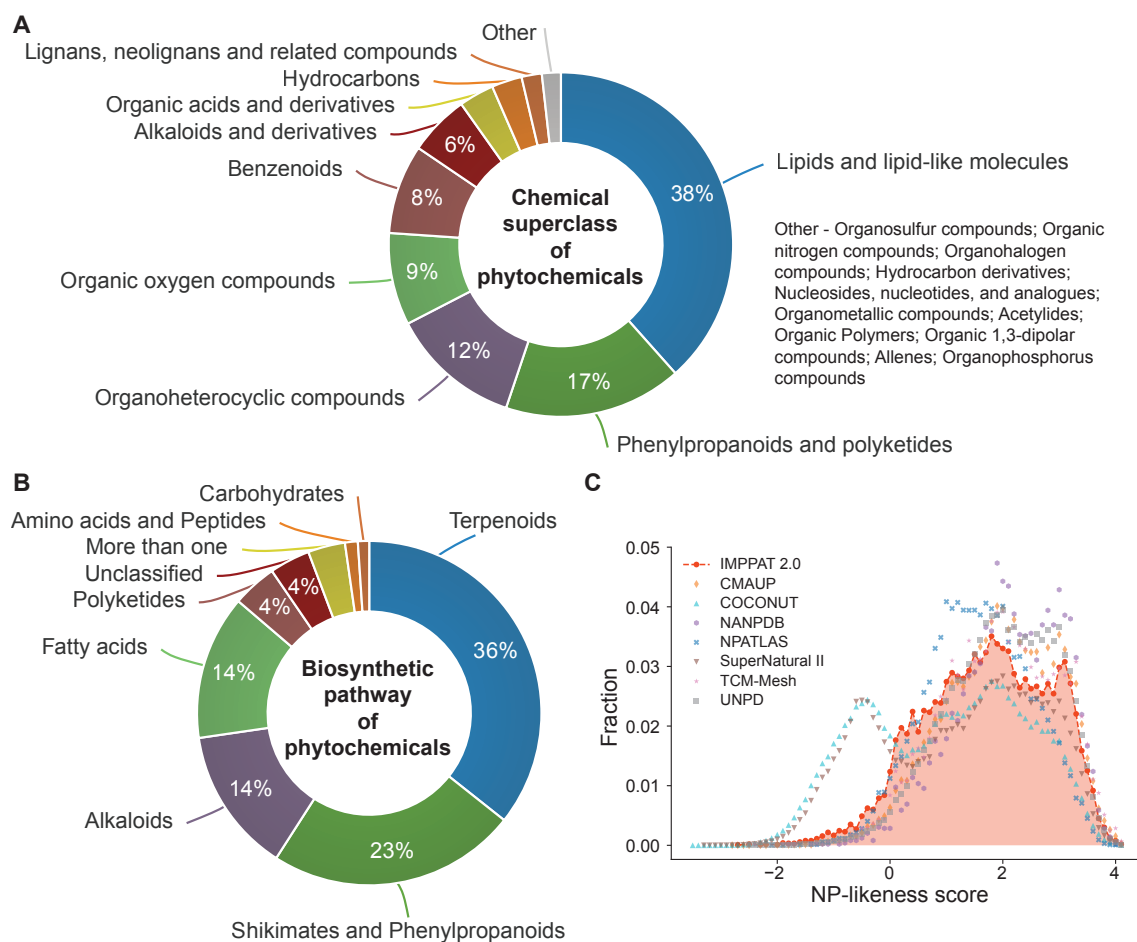 A
Other
Lignans, neolignans and related compounds
Hydrocarbons
Organic acids and derivatives
Alkaloids and derivatives
6%
Benzenoids
8%
Lipids and lipid-like molecules
38%
Chemical
superclass
of
phytochemicals
Organic oxygen compounds
9%
Other - Organosulfur compounds; Organic
nitrogen compounds; Organohalogen
compounds; Hydrocarbon derivatives;
Nucleosides, nucleotides, and analogues;
Organometallic compounds; Acetylides;
Organic Polymers; Organic 1,3-dipolar
compounds; Allenes; Organophosphorus
compounds
12%
17%
Organoheterocyclic compounds
Phenylpropanoids and polyketides
B
Carbohydrates
Amino acids and Peptides
Terpenoids
More than one
Unclassified
4%
Polyketides
4%
Fatty acids
14%
36%
Biosynthetic
pathway
of
phytochemicals
14%
Alkaloids
23%
Shikimates and Phenylpropanoids
C
0.05
0.04
0.03
0.02
0.01
0.00
Fraction
IMPPAT 2.0
CMAUP
COCONUT
NANPDB
NPATLAS
SuperNatural II
TCM-Mesh
UNPD
−2
0
2
4
NP-likeness score